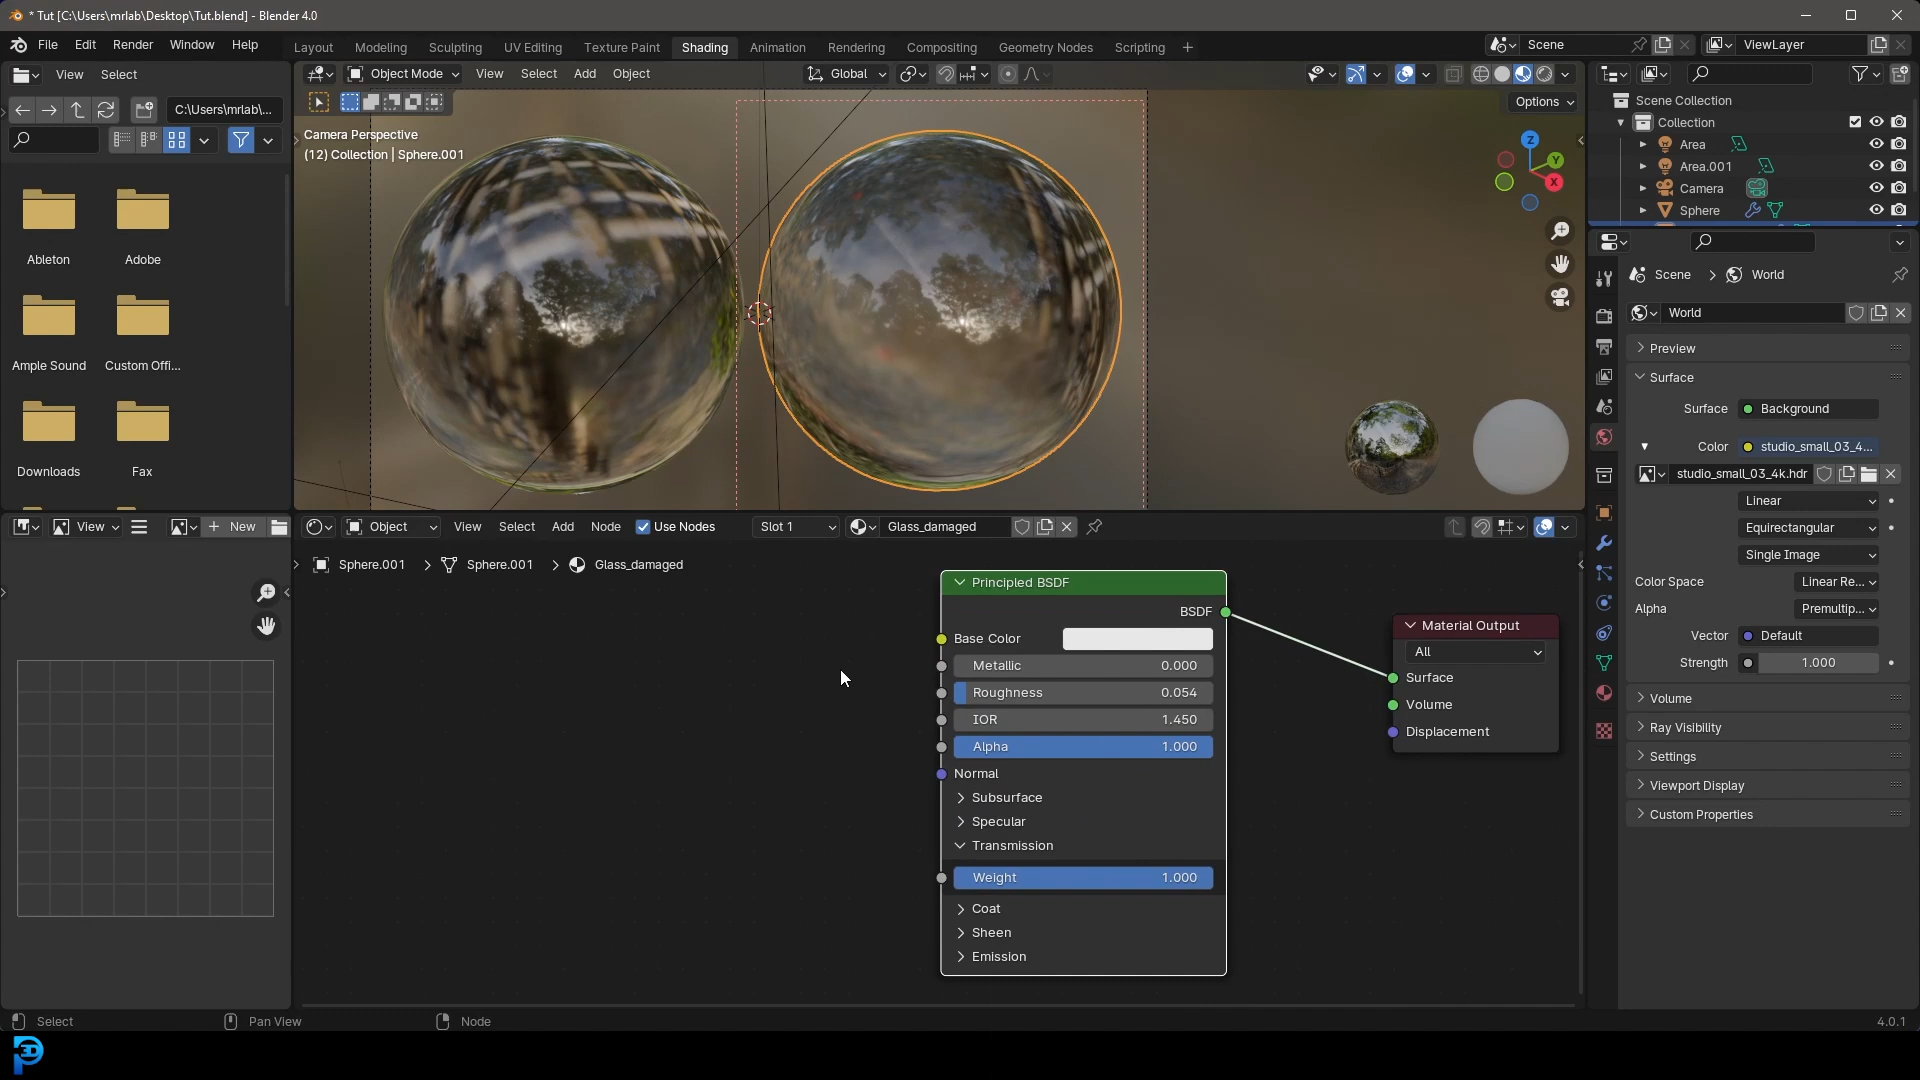 * Tut [C:\Users\mrlab\Desktop\Tut.blend] - Blender 4.0
File Edit Render Window Help
Layout Modeling Sculpting UV Editing Texture Paint Shading Animation Rendering Compositing Geometry Nodes Scripting +
Scene ViewLayer
View Select
C:\Users\mrlab\...
Ableton Adobe
Ample Sound Custom Offi...
Downloads Fax
Object Mode View Select Add Object Global
Options
Camera Perspective
(12) Collection | Sphere.001
Z
Y
X
Scene Collection
Collection
Area
Area.001
Camera
Sphere
Scene > World
World
Preview
Surface
Surface Background
Color studio_small_03_4...
studio_small_03_4k.hdr
Linear
Equirectangular
Single Image
Color Space Linear Re...
Alpha Premultip...
Vector Default
Strength 1.000
Volume
Ray Visibility
Settings
Viewport Display
Custom Properties
View + New
Object View Select Add Node Use Nodes Slot 1 Glass_damaged
Sphere.001 > Sphere.001 > Glass_damaged
Principled BSDF
BSDF
Base Color
Metallic 0.000
Roughness 0.054
IOR 1.450
Alpha 1.000
Normal
Subsurface
Specular
Transmission
Weight 1.000
Coat
Sheen
Emission
Material Output
All
Surface
Volume
Displacement
Select Pan View Node 4.0.1